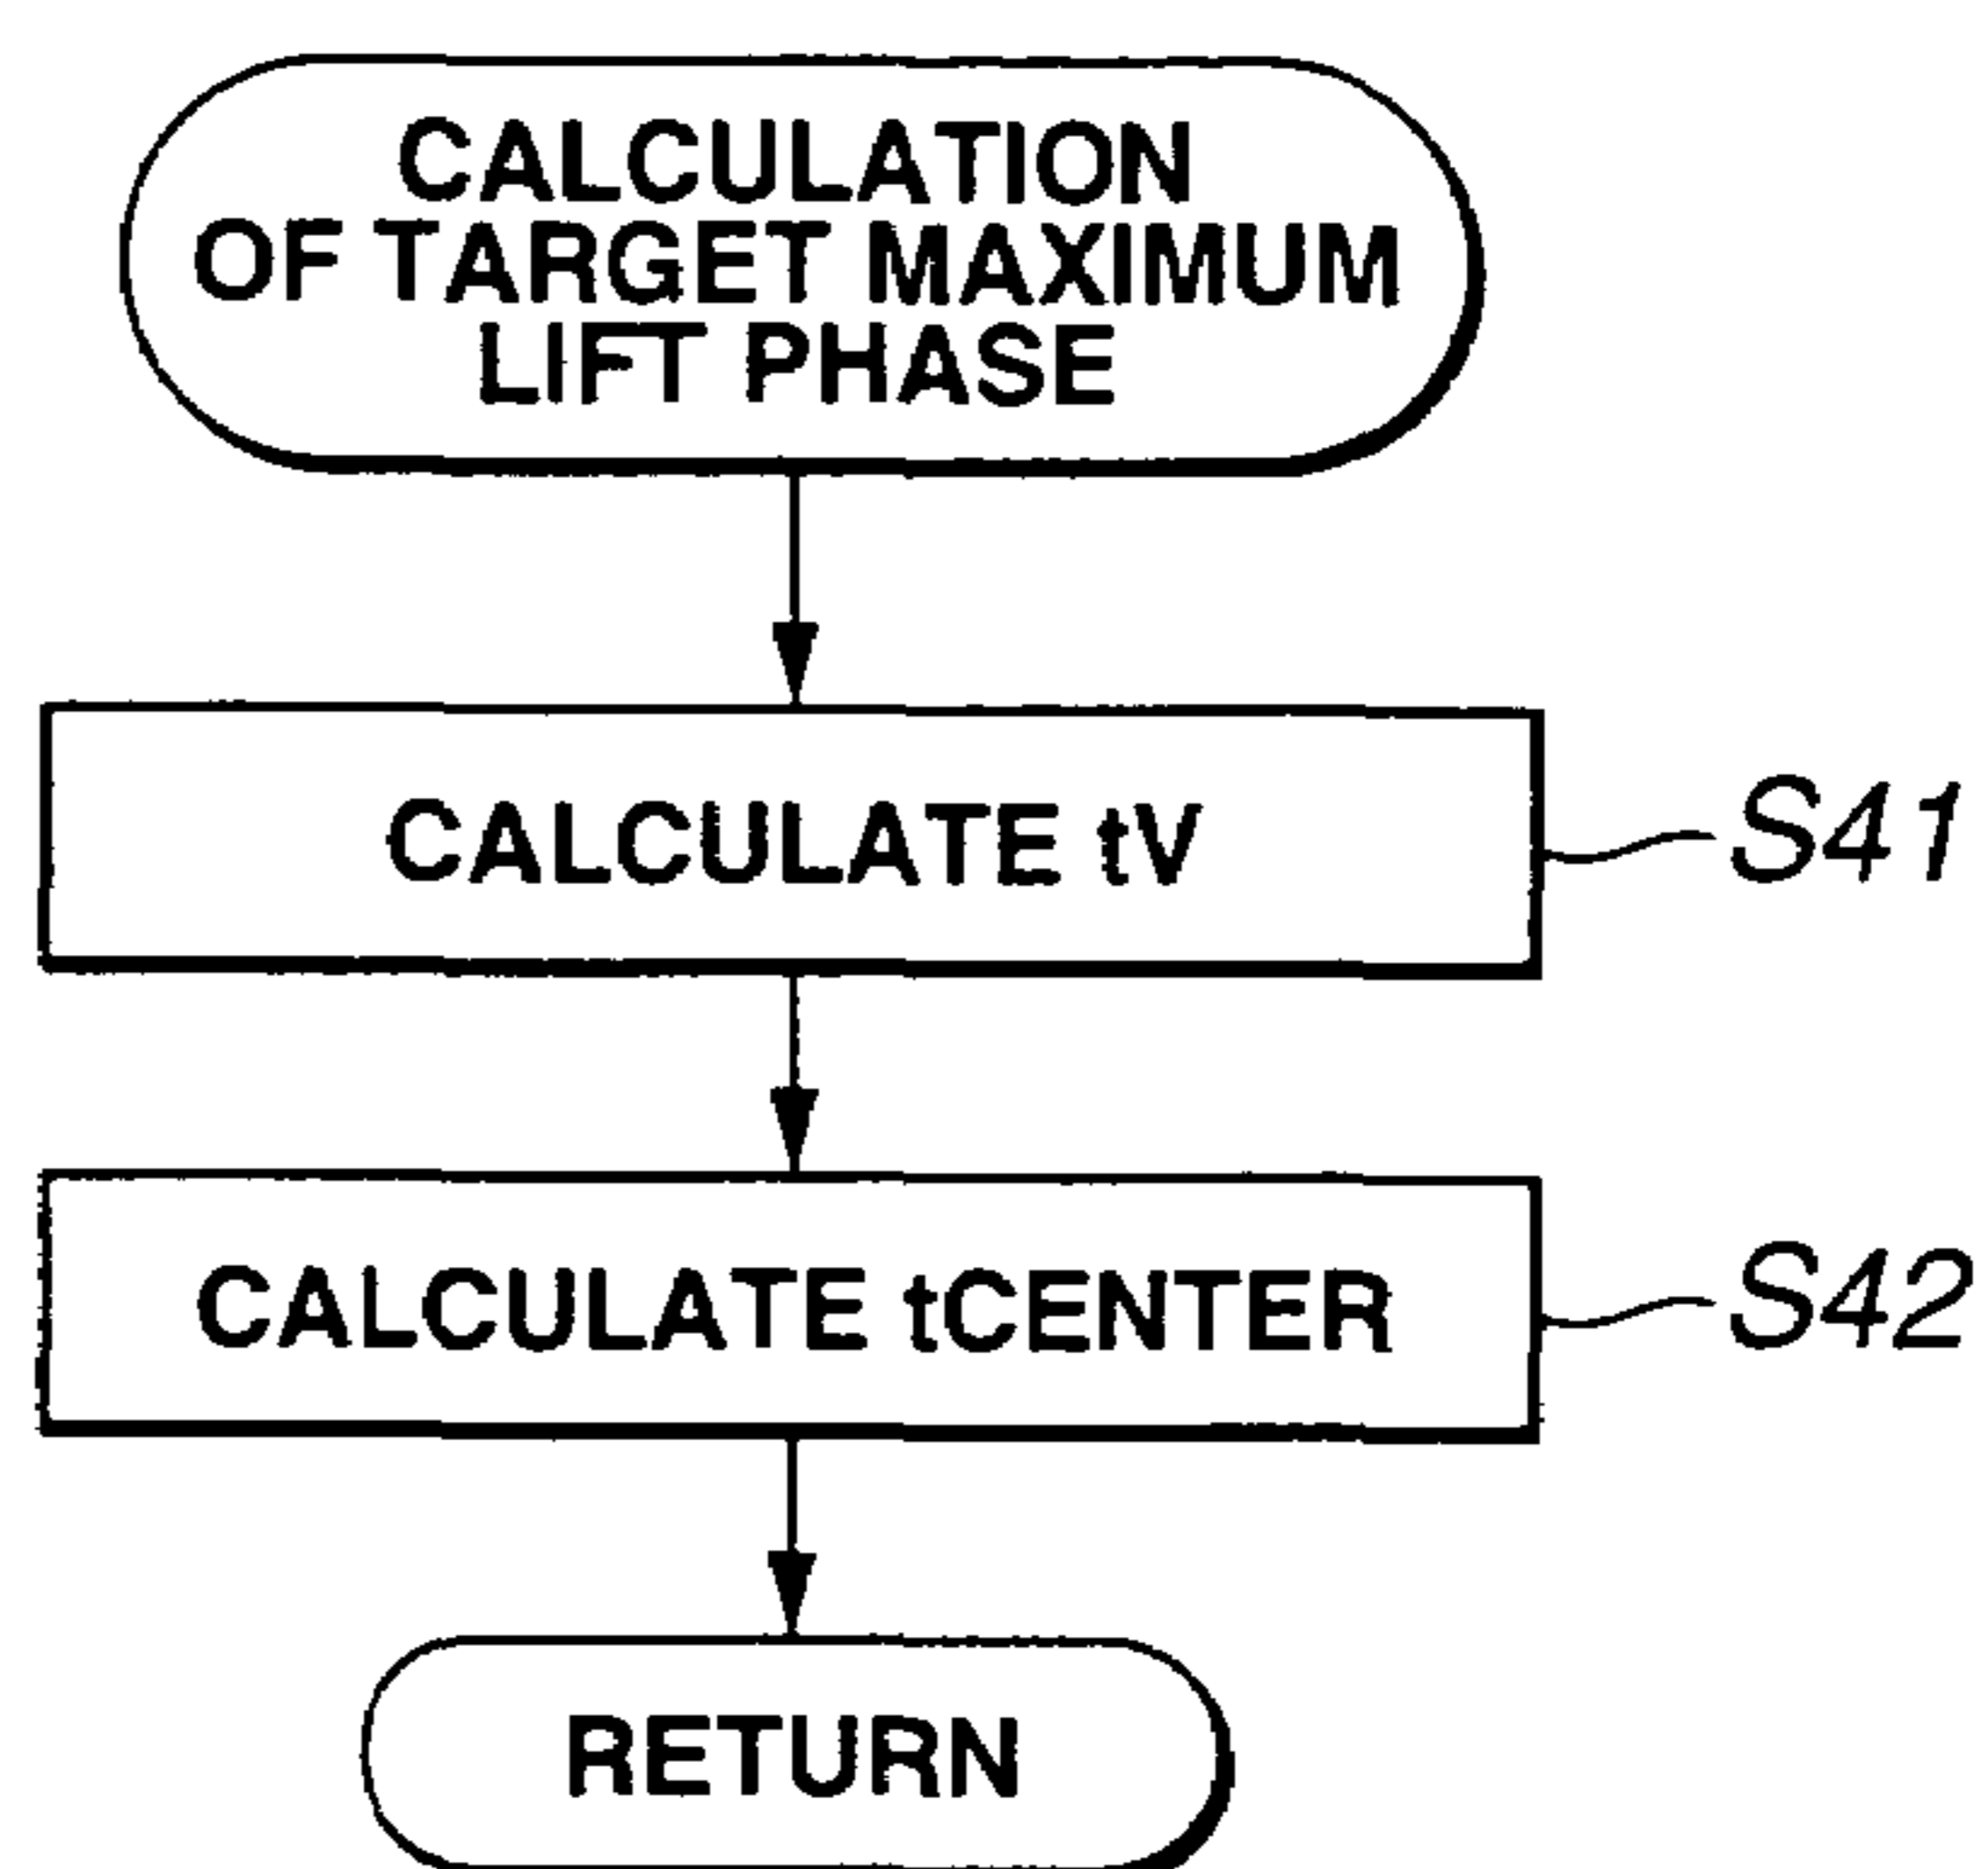 CALCULATION
OF TARGET MAXIMUM
LIFT PHASE
CALCULATE tV
S41
CALCULATE tCENTER
S42
RETURN